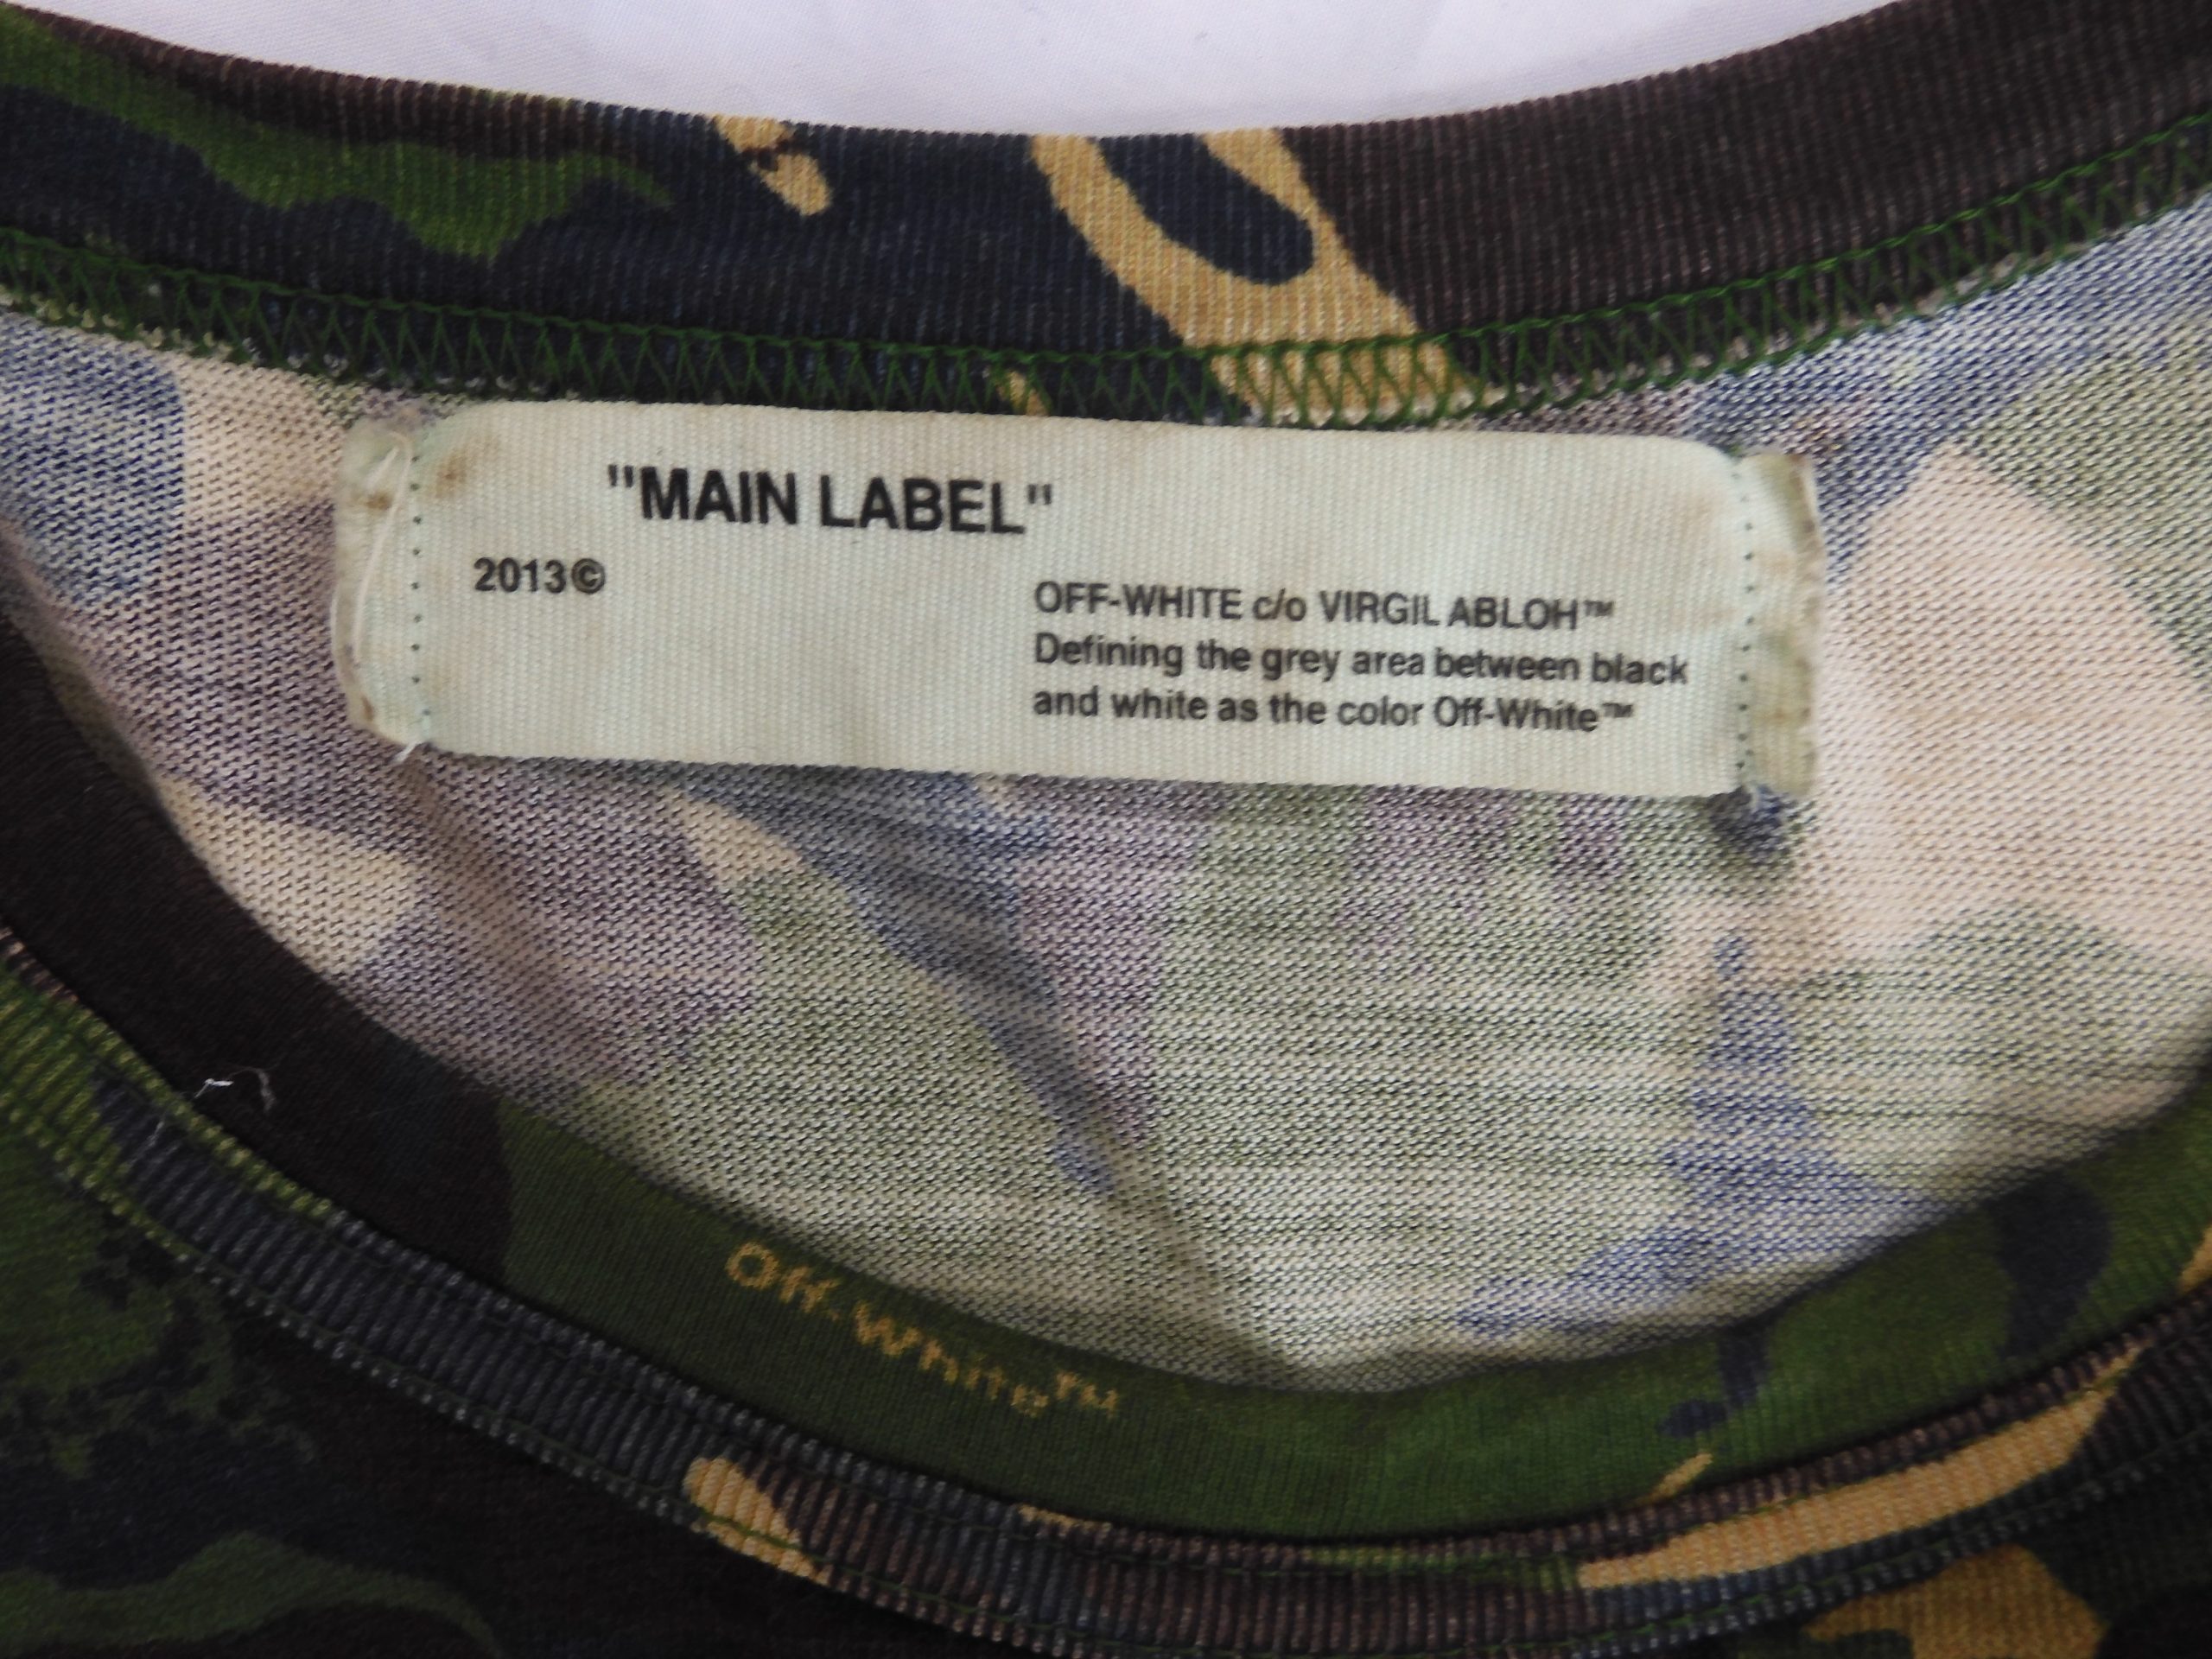 "MAIN LABEL"
2013©
OFF-WHITE c/o VIRGIL ABLOH™
Defining the grey area between black
and white as the color Off-White™
Off-White™